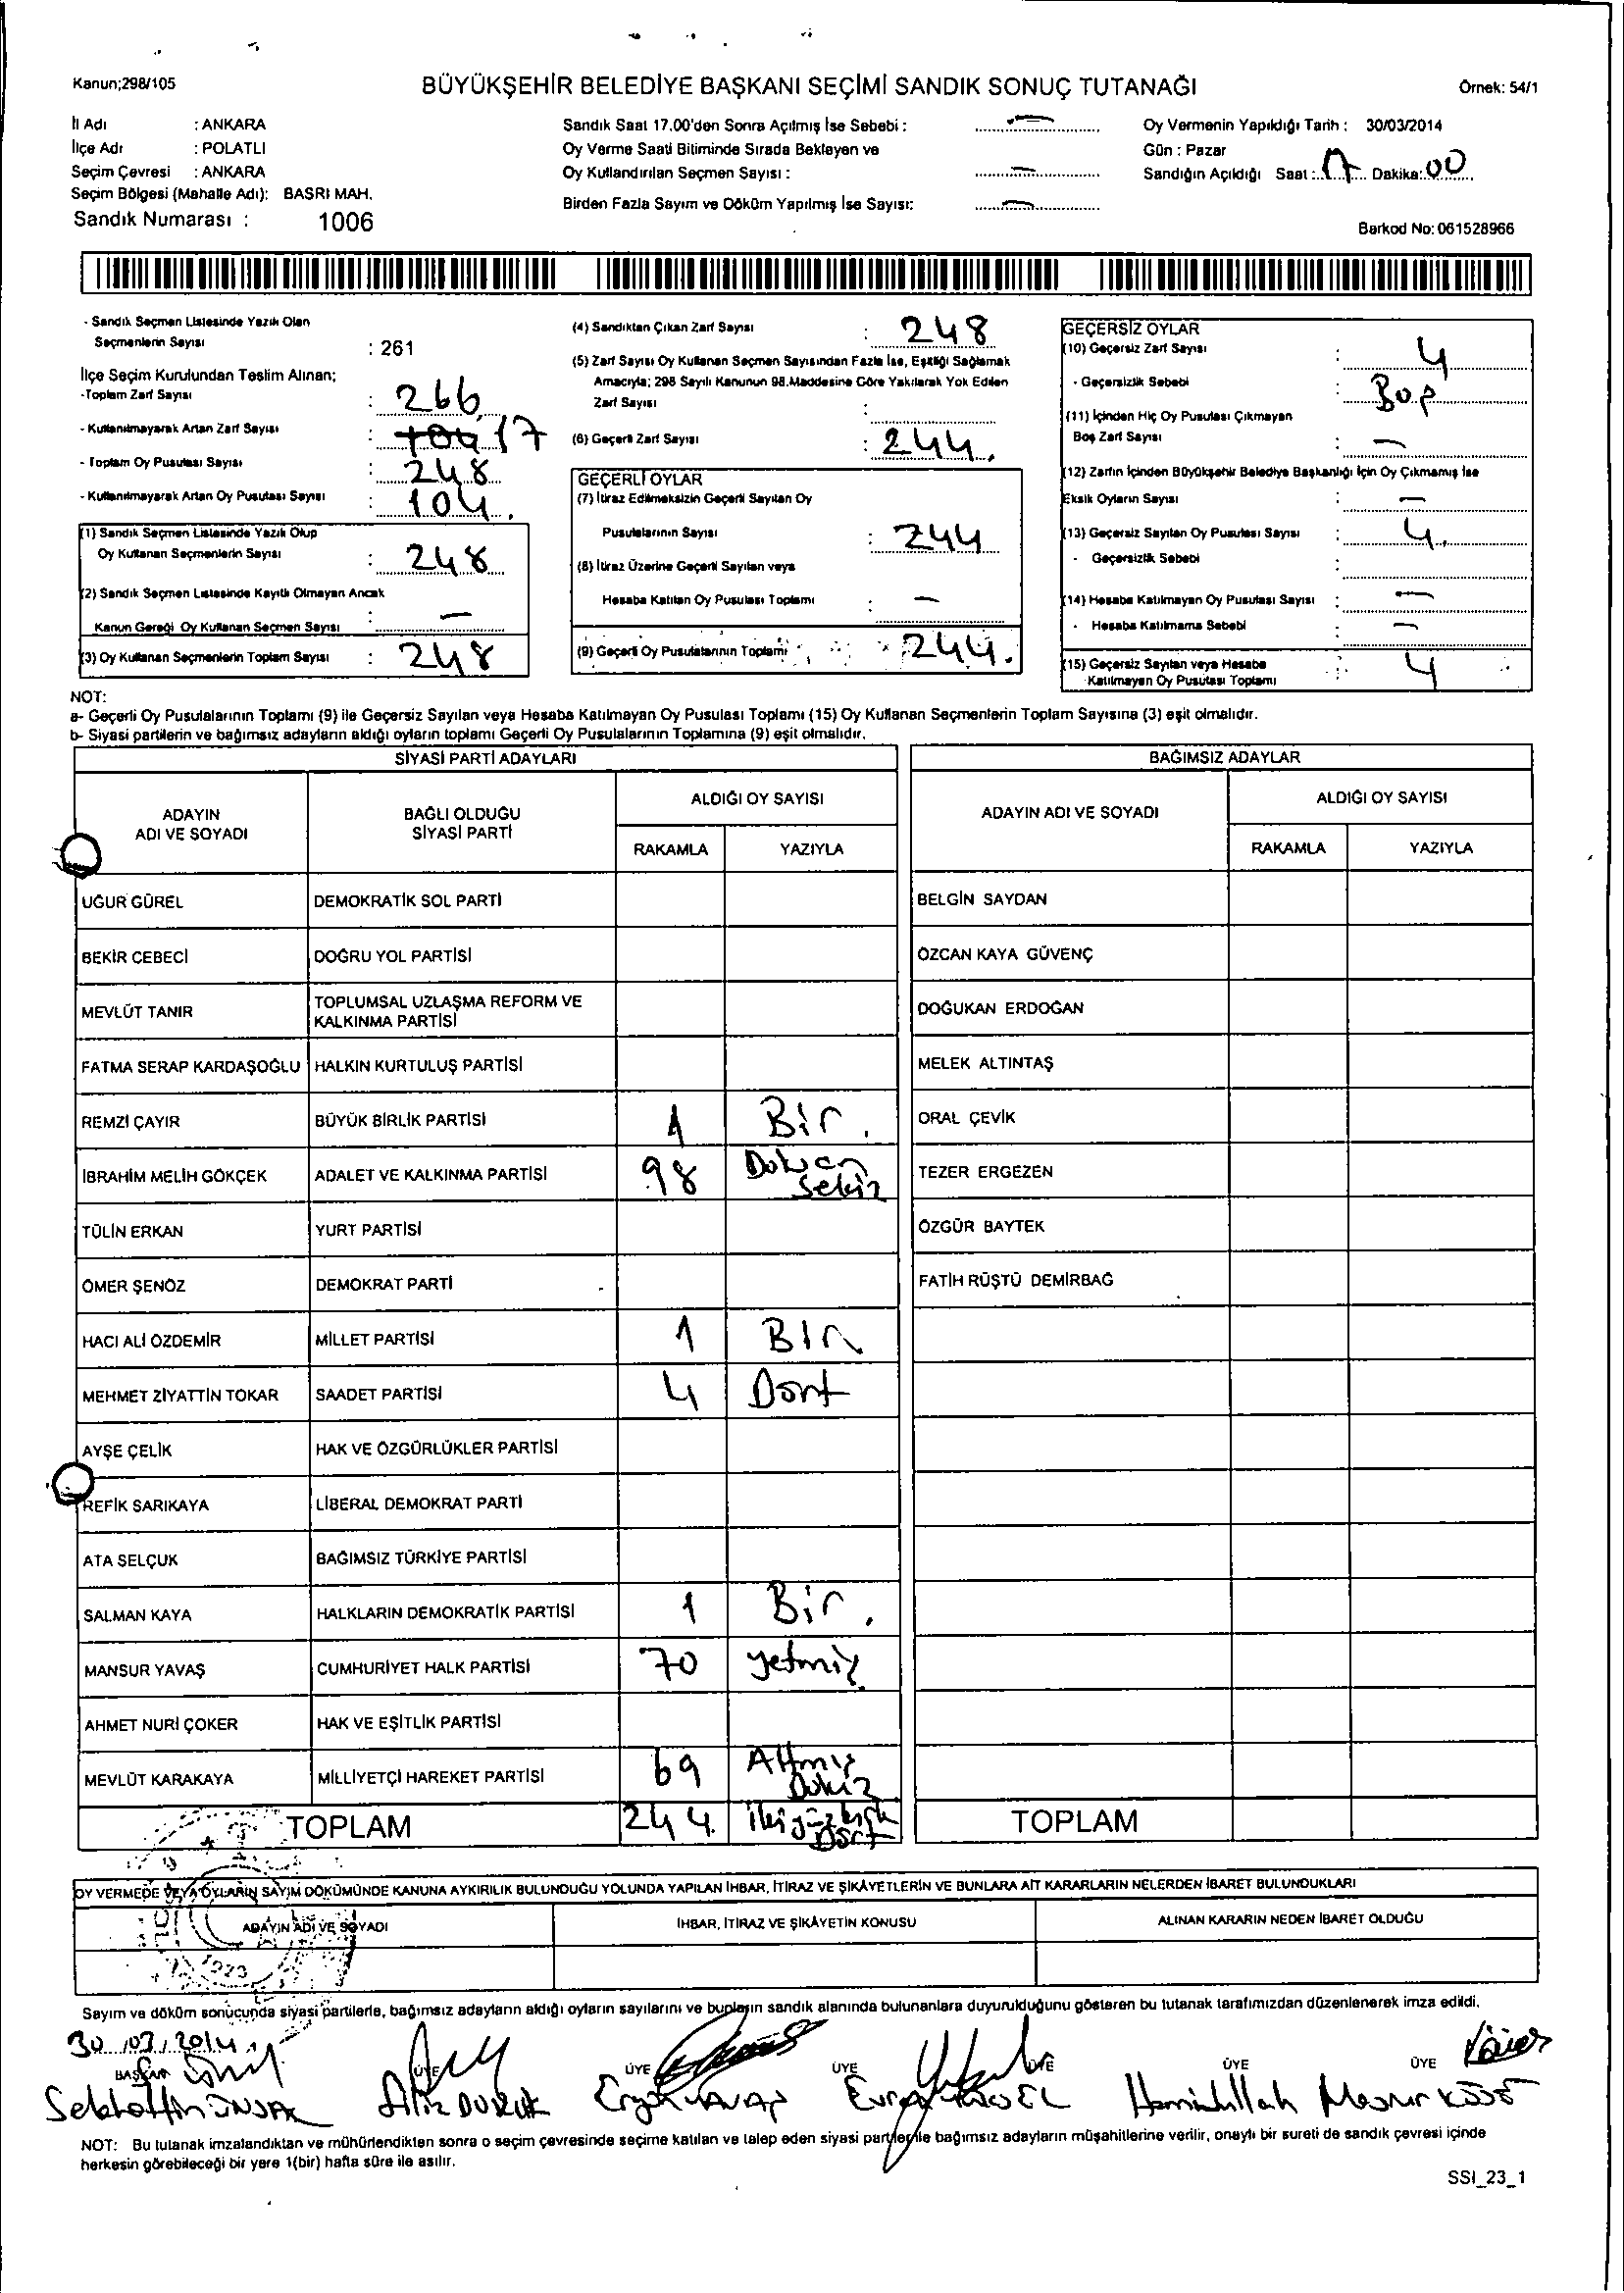 Kanun;298/105
BÜYÜKŞEHİR BELEDİYE BAŞKANI SEÇİMİ SANDIK SONUÇ TUTANAĞI
Örnek: 54/1
İl Adı : ANKARA
İlçe Adı : POLATLI
Seçim Çevresi : ANKARA
Seçim Bölgesi (Mahalle Adı): BASRI MAH.
Sandık Numarası : 1006
Sandık Saat 17.00'den Sonra Açılmış İse Sebebi : —
Oy Verme Saati Bitiminde Sırada Bekleyen ve
Oy Kullandırılan Seçmen Sayısı : —
Birden Fazla Sayım ve Döküm Yapılmış İse Sayısı: —
Oy Vermenin Yapıldığı Tarih : 30/03/2014
Gün : Pazar
Sandığın Açıldığı Saat : 17 Dakika: 00
Barkod No: 061528966
- Sandık Seçmen Listesinde Yazılı Olan
Seçmenlerin Sayısı : 261
İlçe Seçim Kurulundan Teslim Alınan;
-Toplam Zarf Sayısı : 266
- Kullanılmayarak Artan Zarf Sayısı : 104 17
- Toplam Oy Pusulası Sayısı : 248
- Kullanılmayarak Artan Oy Pusulası Sayısı : 104.
(1) Sandık Seçmen Listesinde Yazılı Olup
Oy Kullanan Seçmenlerin Sayısı : 248
(2) Sandık Seçmen Listesinde Kayıtlı Olmayan Ancak
Kanun Gereği Oy Kullanan Seçmen Sayısı : —
(3) Oy Kullanan Seçmenlerin Toplam Sayısı : 248
(4) Sandıktan Çıkan Zarf Sayısı : 248
(5) Zarf Sayısı Oy Kullanan Seçmen Sayısından Fazla İse, Eşitliği Sağlamak
Amacıyla; 298 Sayılı Kanunun 98.Maddesine Göre Yakılarak Yok Edilen
Zarf Sayısı :
(6) Geçerli Zarf Sayısı : 244.
GEÇERLİ OYLAR
(7) İtiraz Edilmeksizin Geçerli Sayılan Oy
Pusulalarının Sayısı : 244
(8) İtiraz Üzerine Geçerli Sayılan veya
Hesaba Katılan Oy Pusulası Toplamı : —
(9) Geçerli Oy Pusulalarının Toplamı : 244.
GEÇERSİZ OYLAR
(10) Geçersiz Zarf Sayısı : 4
- Geçersizlik Sebebi : Boş
(11) İçinden Hiç Oy Pusulası Çıkmayan
Boş Zarf Sayısı : —
(12) Zarfın İçinden Büyükşehir Belediye Başkanlığı İçin Oy Çıkmamış İse
Eksik Oyların Sayısı : —
(13) Geçersiz Sayılan Oy Pusulası Sayısı : 4.
- Geçersizlik Sebebi :
(14) Hesaba Katılmayan Oy Pusulası Sayısı : —
- Hesaba Katılmama Sebebi : —
(15) Geçersiz Sayılan veya Hesaba
Katılmayan Oy Pusulası Toplamı : 4
NOT:
a- Geçerli Oy Pusulalarının Toplamı (9) ile Geçersiz Sayılan veya Hesaba Katılmayan Oy Pusulası Toplamı (15) Oy Kullanan Seçmenlerin Toplam Sayısına (3) eşit olmalıdır.
b- Siyasi partilerin ve bağımsız adayların aldığı oyların toplamı Geçerli Oy Pusulalarının Toplamına (9) eşit olmalıdır.
SİYASİ PARTİ ADAYLARI
BAĞIMSIZ ADAYLAR
ADAYIN ADI VE SOYADI
BAĞLI OLDUĞU SİYASİ PARTİ
ALDIĞI OY SAYISI
RAKAMLA YAZIYLA
ADAYIN ADI VE SOYADI
ALDIĞI OY SAYISI
RAKAMLA YAZIYLA
UĞUR GÜREL DEMOKRATİK SOL PARTİ BELGİN SAYDAN
BEKİR CEBECİ DOĞRU YOL PARTİSİ ÖZCAN KAYA GÜVENÇ
MEVLÜT TANIR TOPLUMSAL UZLAŞMA REFORM VE KALKINMA PARTİSİ DOĞUKAN ERDOĞAN
FATMA SERAP KARDAŞOĞLU HALKIN KURTULUŞ PARTİSİ MELEK ALTINTAŞ
REMZİ ÇAYIR BÜYÜK BİRLİK PARTİSİ 1 Bir. ORAL ÇEVİK
İBRAHİM MELİH GÖKÇEK ADALET VE KALKINMA PARTİSİ 98 Doksan Sekiz TEZER ERGEZEN
TÜLİN ERKAN YURT PARTİSİ ÖZGÜR BAYTEK
ÖMER ŞENÖZ DEMOKRAT PARTİ FATİH RÜŞTÜ DEMİRBAĞ
HACI ALİ ÖZDEMİR MİLLET PARTİSİ 1 BİR
MEHMET ZİYATTİN TOKAR SAADET PARTİSİ 4 Dört
AYŞE ÇELİK HAK VE ÖZGÜRLÜKLER PARTİSİ
REFİK SARIKAYA LİBERAL DEMOKRAT PARTİ
ATA SELÇUK BAĞIMSIZ TÜRKİYE PARTİSİ
SALMAN KAYA HALKLARIN DEMOKRATİK PARTİSİ 1 Bir.
MANSUR YAVAŞ CUMHURİYET HALK PARTİSİ 70 yetmiş
AHMET NURİ ÇOKER HAK VE EŞİTLİK PARTİSİ
MEVLÜT KARAKAYA MİLLİYETÇİ HAREKET PARTİSİ 69 Altmış Dokuz
TOPLAM 244. ikiyüzkırk Dört TOPLAM
OY VERMEDE VEYA OYLARIN SAYIM DÖKÜMÜNDE KANUNA AYKIRILIK BULUNDUĞU YOLUNDA YAPILAN İHBAR, İTİRAZ VE ŞİKÂYETLERİN VE BUNLARA AİT KARARLARIN NELERDEN İBARET BULUNDUKLARI
ADAYIN ADI VE SOYADI İHBAR, İTİRAZ VE ŞİKÂYETİN KONUSU ALINAN KARARIN NEDEN İBARET OLDUĞU
1923
Sayım ve döküm sonucunda siyasi partilerle, bağımsız adayların aldığı oyların sayılarını ve bunların sandık alanında bulunanlara duyurulduğunu gösteren bu tutanak tarafımızdan düzenlenerek imza edildi.
30/03/2014
BAŞKAN ÜYE ÜYE ÜYE ÜYE ÜYE ÜYE
Hamidullah Mesrur KÖSE
NOT: Bu tutanak imzalandıktan ve mühürlendikten sonra o seçim çevresinde seçime katılan ve talep eden siyasi partiler ile bağımsız adayların müşahitlerine verilir, onaylı bir sureti de sandık çevresi içinde
herkesin görebileceği bir yere 1(bir) hafta süre ile asılır.
SSI_23_1